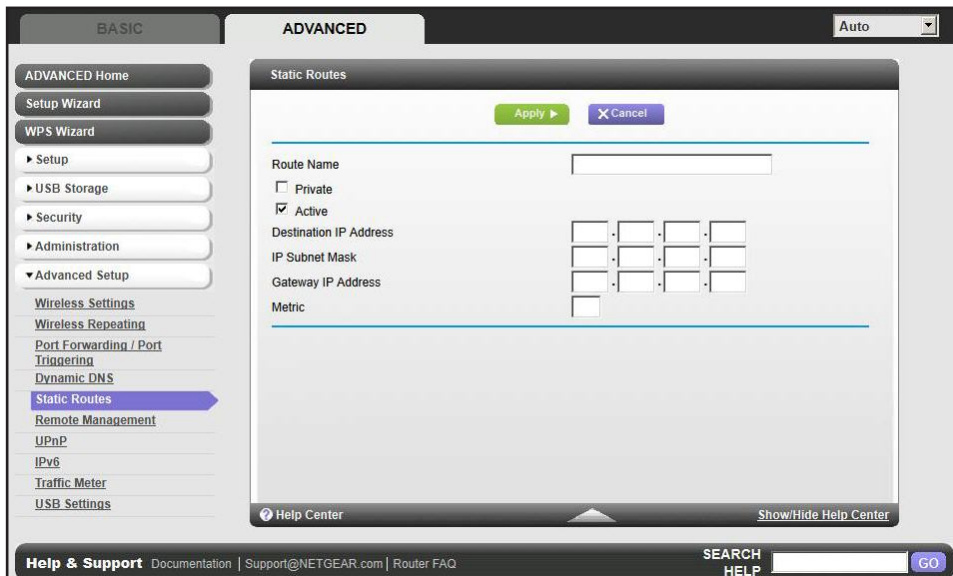 BASIC
ADVANCED
Auto
ADVANCED Home
Setup Wizard
WPS Wizard
Setup
USB Storage
Security
Administration
Advanced Setup
Wireless Settings
Wireless Repeating
Port Forwarding / Port
Triggering
Dynamic DNS
Static Routes
Remote Management
UPnP
IPv6
Traffic Meter
USB Settings
Static Routes
Apply
X Cancel
Route Name
Private
Active
Destination IP Address
. . .
IP Subnet Mask
. . .
Gateway IP Address
. . .
Metric
? Help Center
Show/Hide Help Center
Help & Support Documentation | Support@NETGEAR.com | Router FAQ
SEARCH
HELP
GO